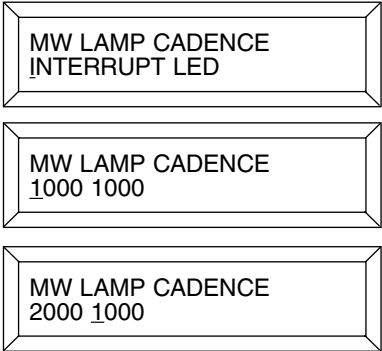 MW LAMP CADENCE
INTERRUPT LED
MW LAMP CADENCE
1000 1000
MW LAMP CADENCE
2000 1000